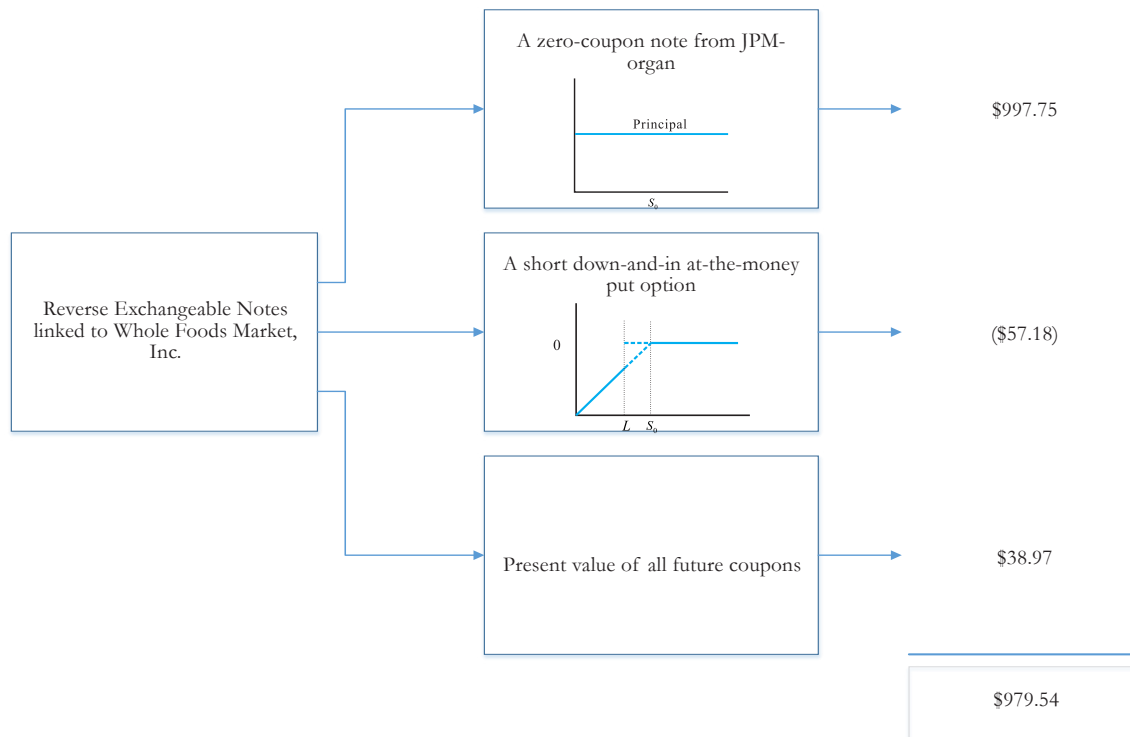 A zero-coupon note from JPM-
organ
Principal
S₀
$997.75
Reverse Exchangeable Notes
linked to Whole Foods Market,
Inc.
A short down-and-in at-the-money
put option
0
L S₀
($57.18)
Present value of all future coupons
$38.97
$979.54